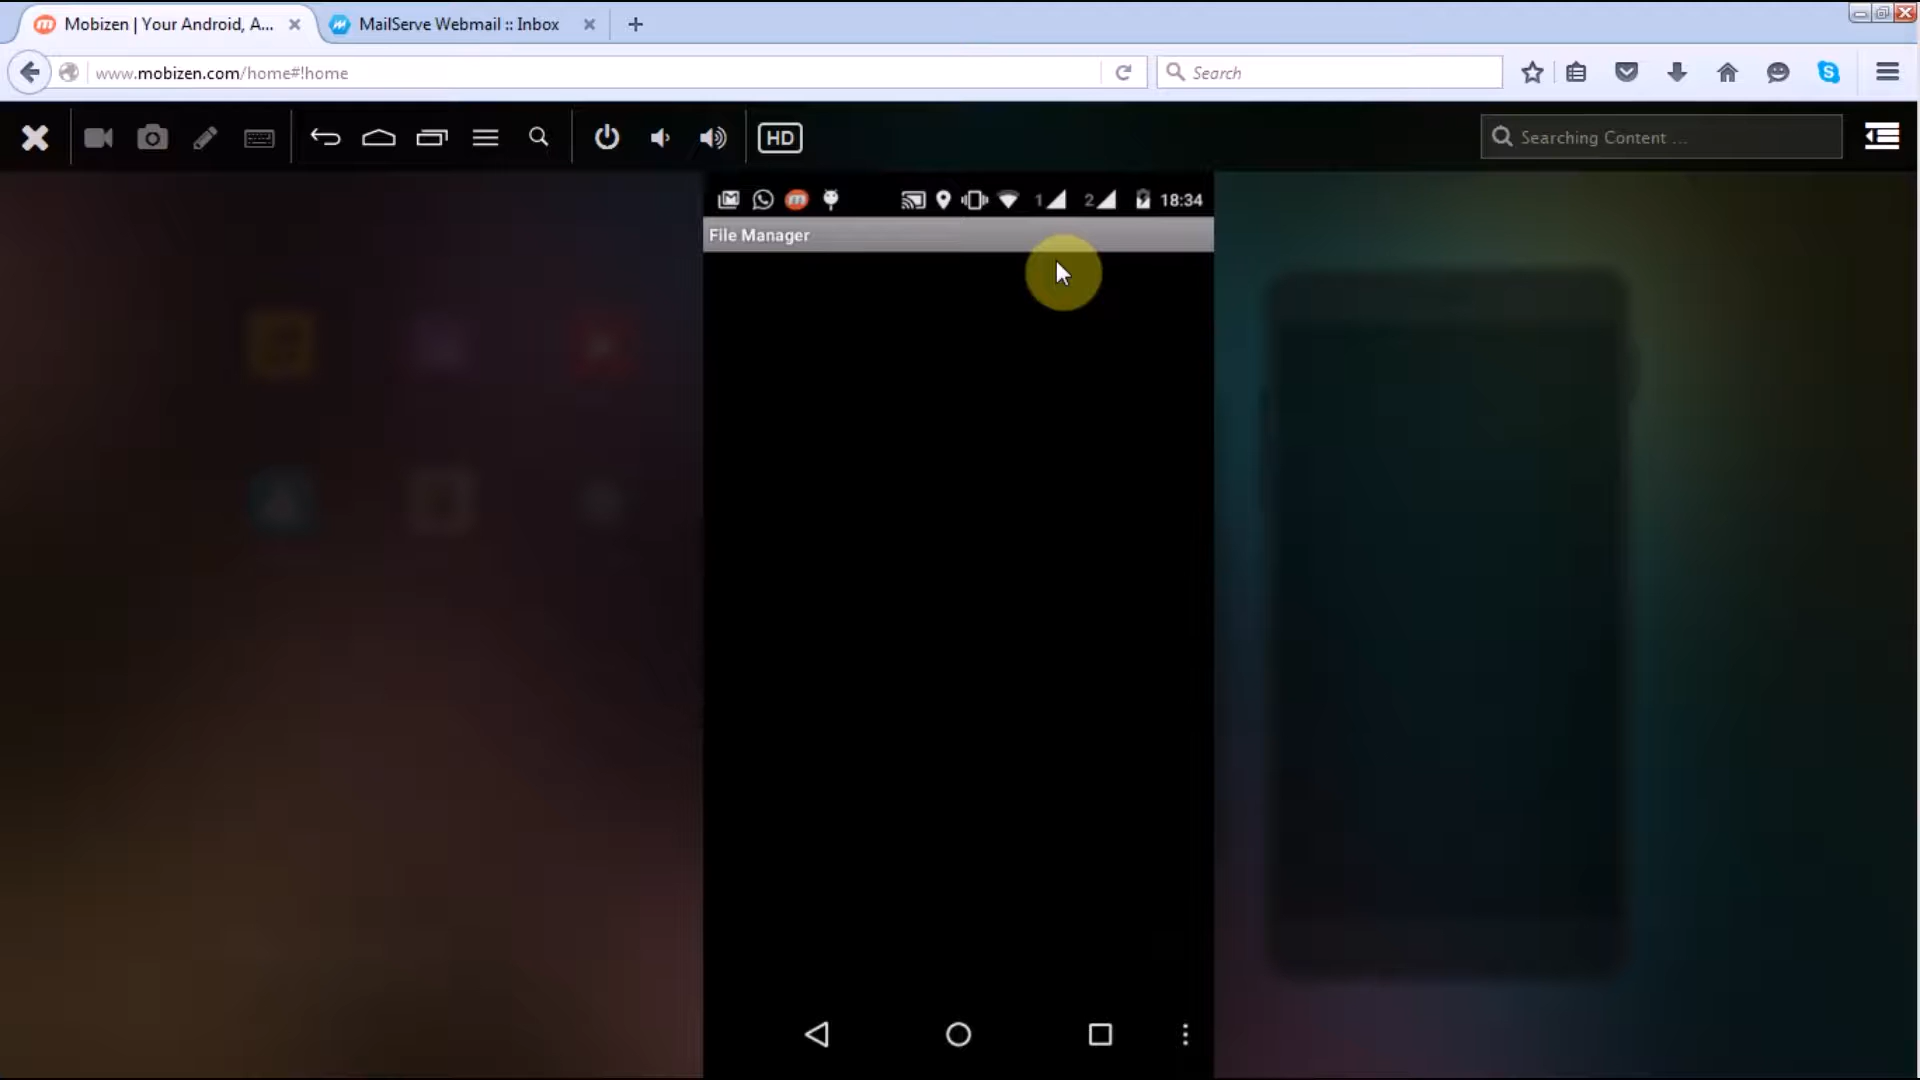 Mobizen | Your Android, A...
MailServe Webmail :: Inbox
www.mobizen.com/home#!home
Search
HD
Searching Content ...
1
2
18:34
File Manager